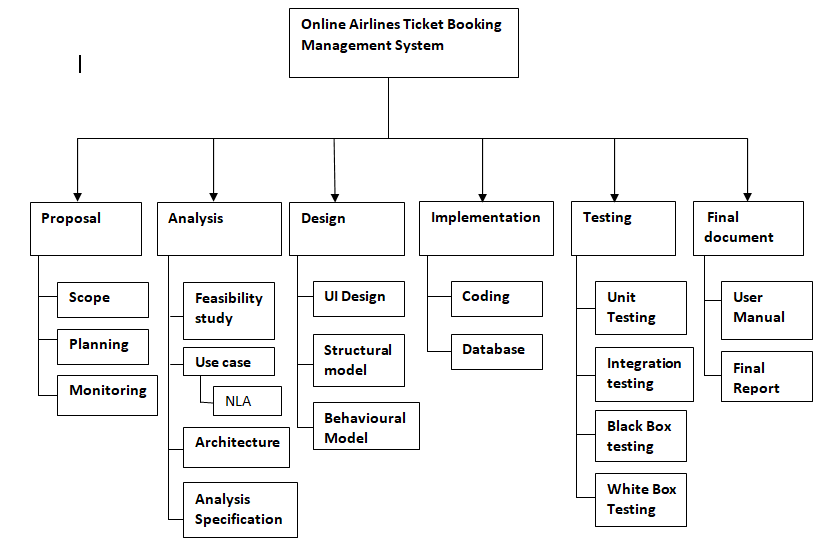 Online Airlines Ticket Booking
Management System
Proposal
Analysis
Design
Implementation
Testing
Final
document
Scope
Planning
Monitoring
Feasibility
study
Use case
NLA
Architecture
Analysis
Specification
UI Design
Structural
model
Behavioural
Model
Coding
Database
Unit
Testing
Integration
testing
Black Box
testing
White Box
Testing
User
Manual
Final
Report